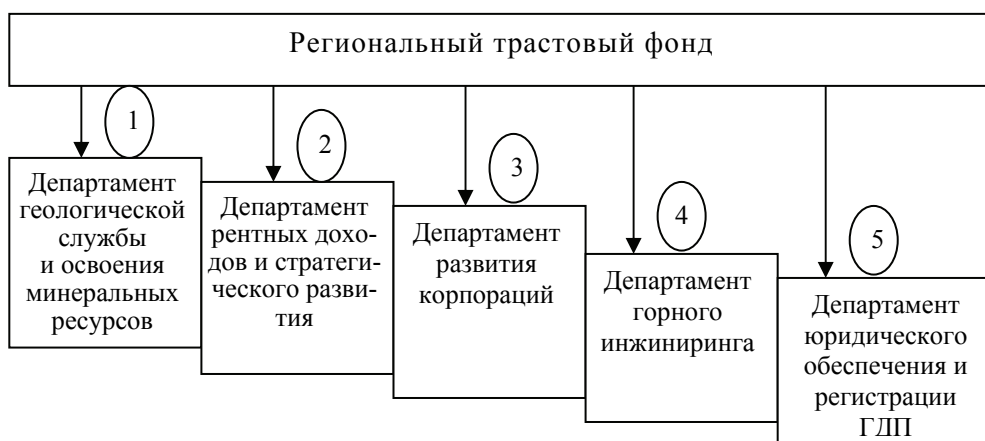 Региональный трастовый фонд
1
Департамент
геологической
службы
и освоения
минеральных
ресурсов
2
Департамент
рентных дохо-
дов и стратеги-
ческого разви-
тия
3
Департамент
развития
корпораций
4
Департамент
горного
инжиниринга
5
Департамент
юридического
обеспечения и
регистрации
ГДП